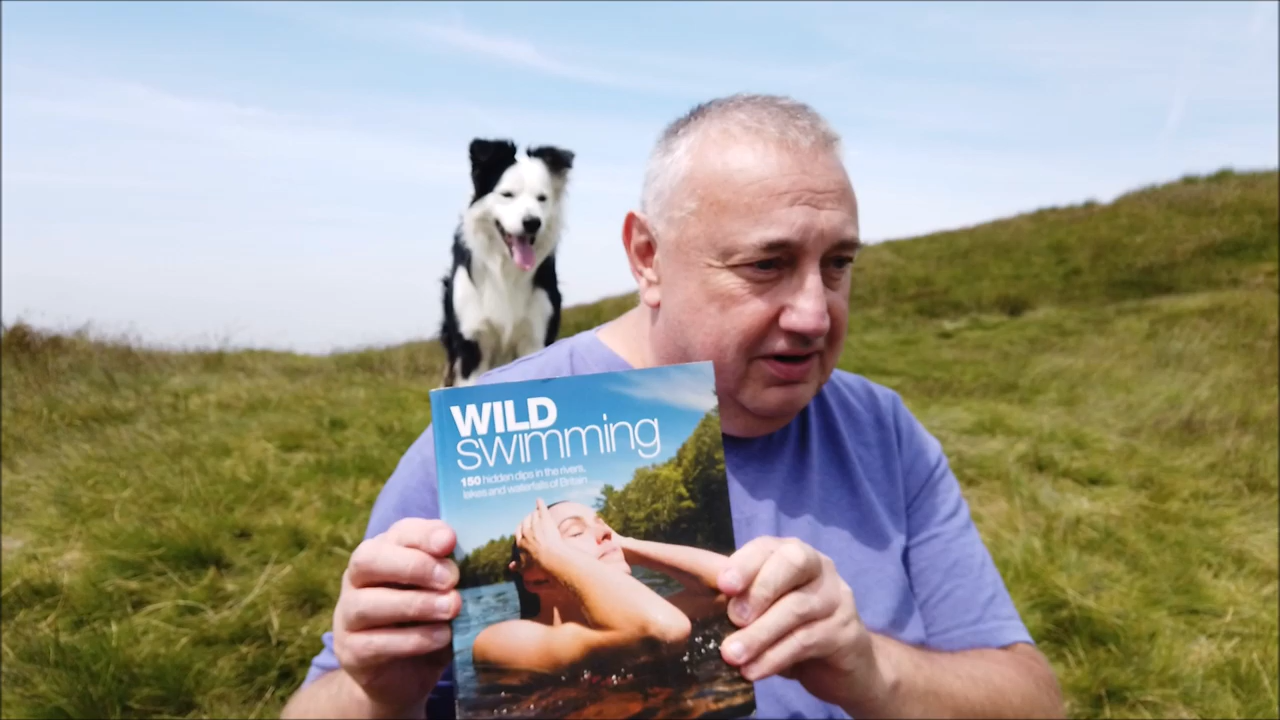 WILD
swimming
150 hidden dips in the rivers,
lakes and waterfalls of Britain